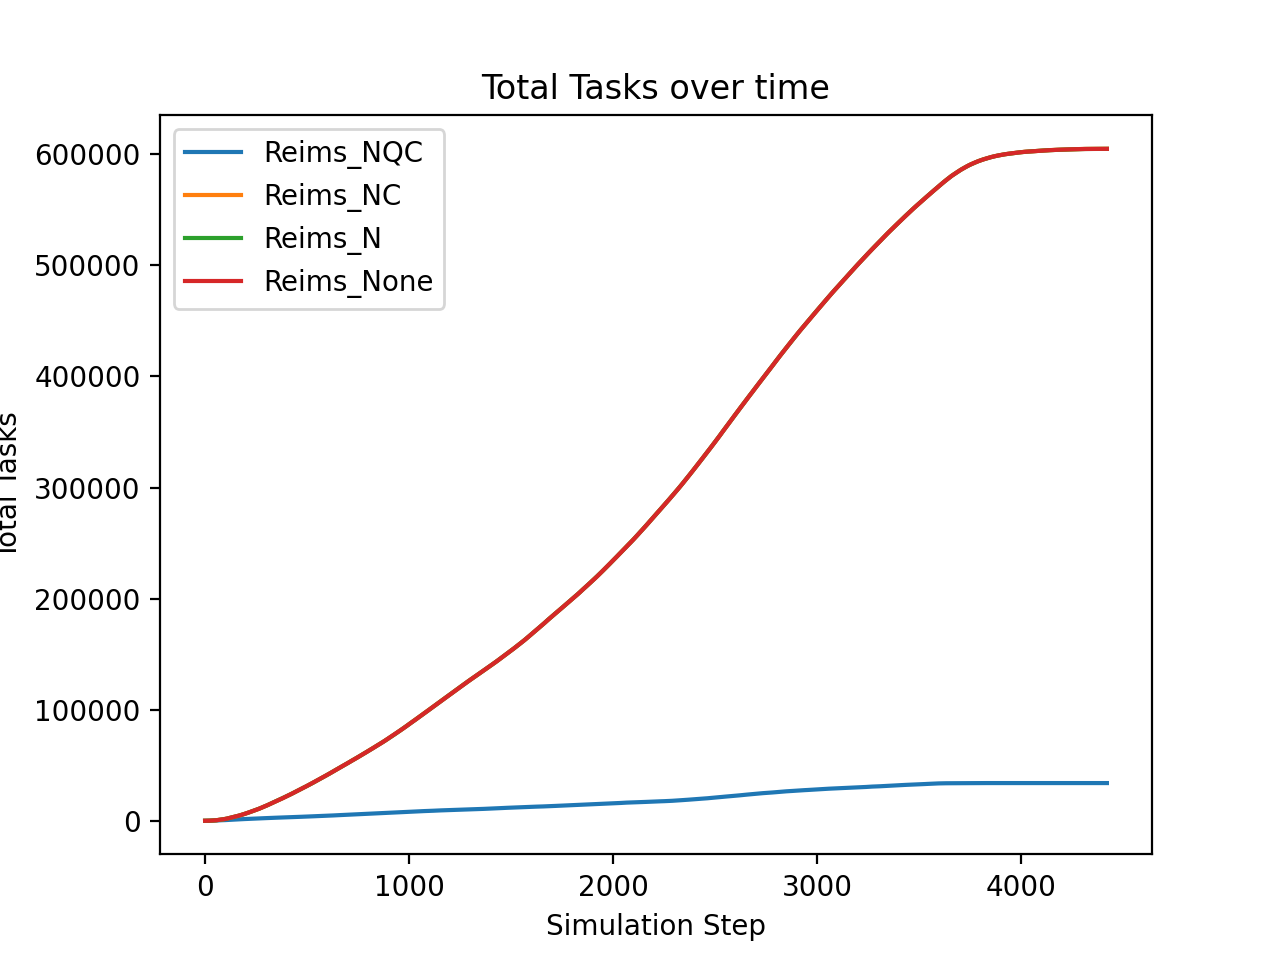 Total Tasks over time
Reims_NQC
Reims_NC
Reims_N
Reims_None
600000
500000
400000
300000
200000
100000
0
Total Tasks
0 1000 2000 3000 4000
Simulation Step